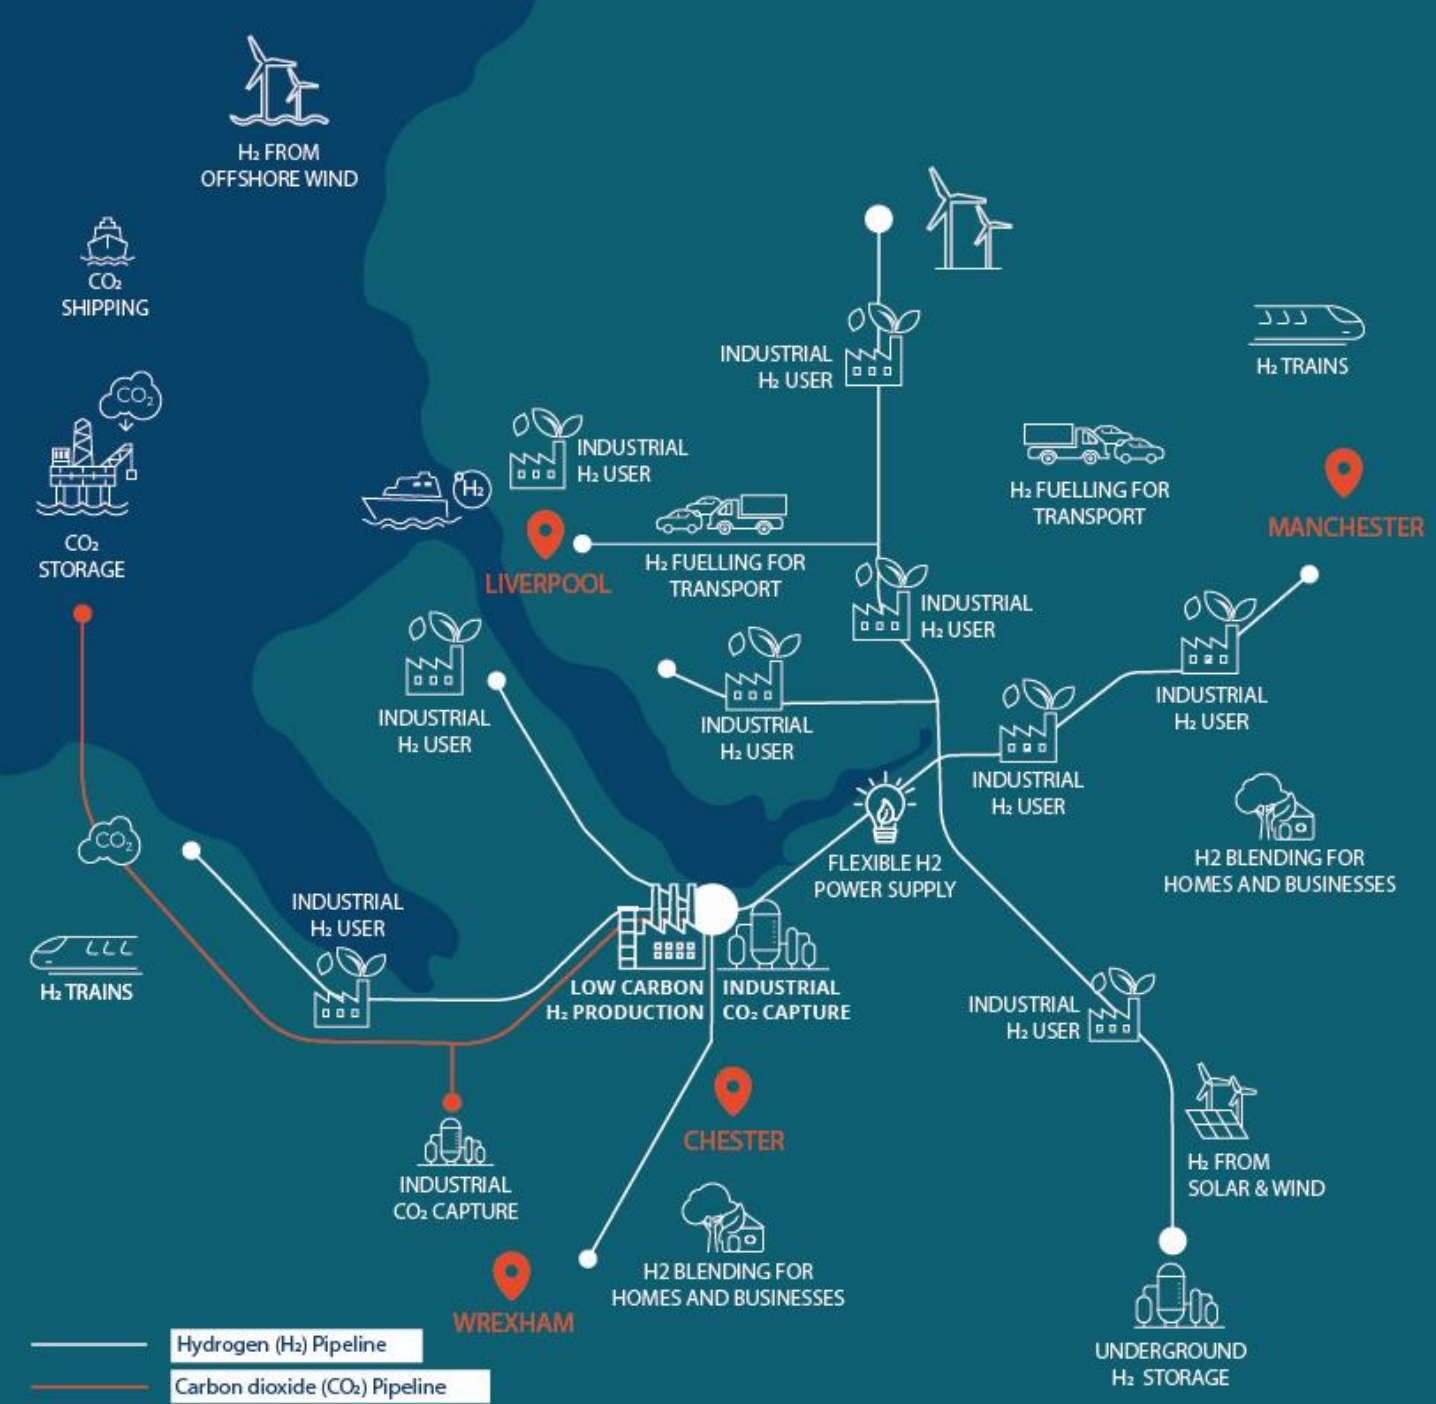 H₂ FROM
OFFSHORE WIND
CO₂
SHIPPING
CO₂
CO₂
STORAGE
INDUSTRIAL
H₂ USER
H₂ TRAINS
INDUSTRIAL
H₂ USER
H₂
LIVERPOOL
H₂ FUELLING FOR
TRANSPORT
H₂ FUELLING FOR
TRANSPORT
MANCHESTER
INDUSTRIAL
H₂ USER
INDUSTRIAL
H₂ USER
INDUSTRIAL
H₂ USER
INDUSTRIAL
H₂ USER
INDUSTRIAL
H₂ USER
CO₂
FLEXIBLE H2
POWER SUPPLY
H2 BLENDING FOR
HOMES AND BUSINESSES
INDUSTRIAL
H₂ USER
H₂ TRAINS
LOW CARBON
H₂ PRODUCTION
INDUSTRIAL
CO₂ CAPTURE
INDUSTRIAL
H₂ USER
CHESTER
INDUSTRIAL
CO₂ CAPTURE
H₂ FROM
SOLAR & WIND
WREXHAM
H2 BLENDING FOR
HOMES AND BUSINESSES
UNDERGROUND
H₂ STORAGE
Hydrogen (H₂) Pipeline
Carbon dioxide (CO₂) Pipeline